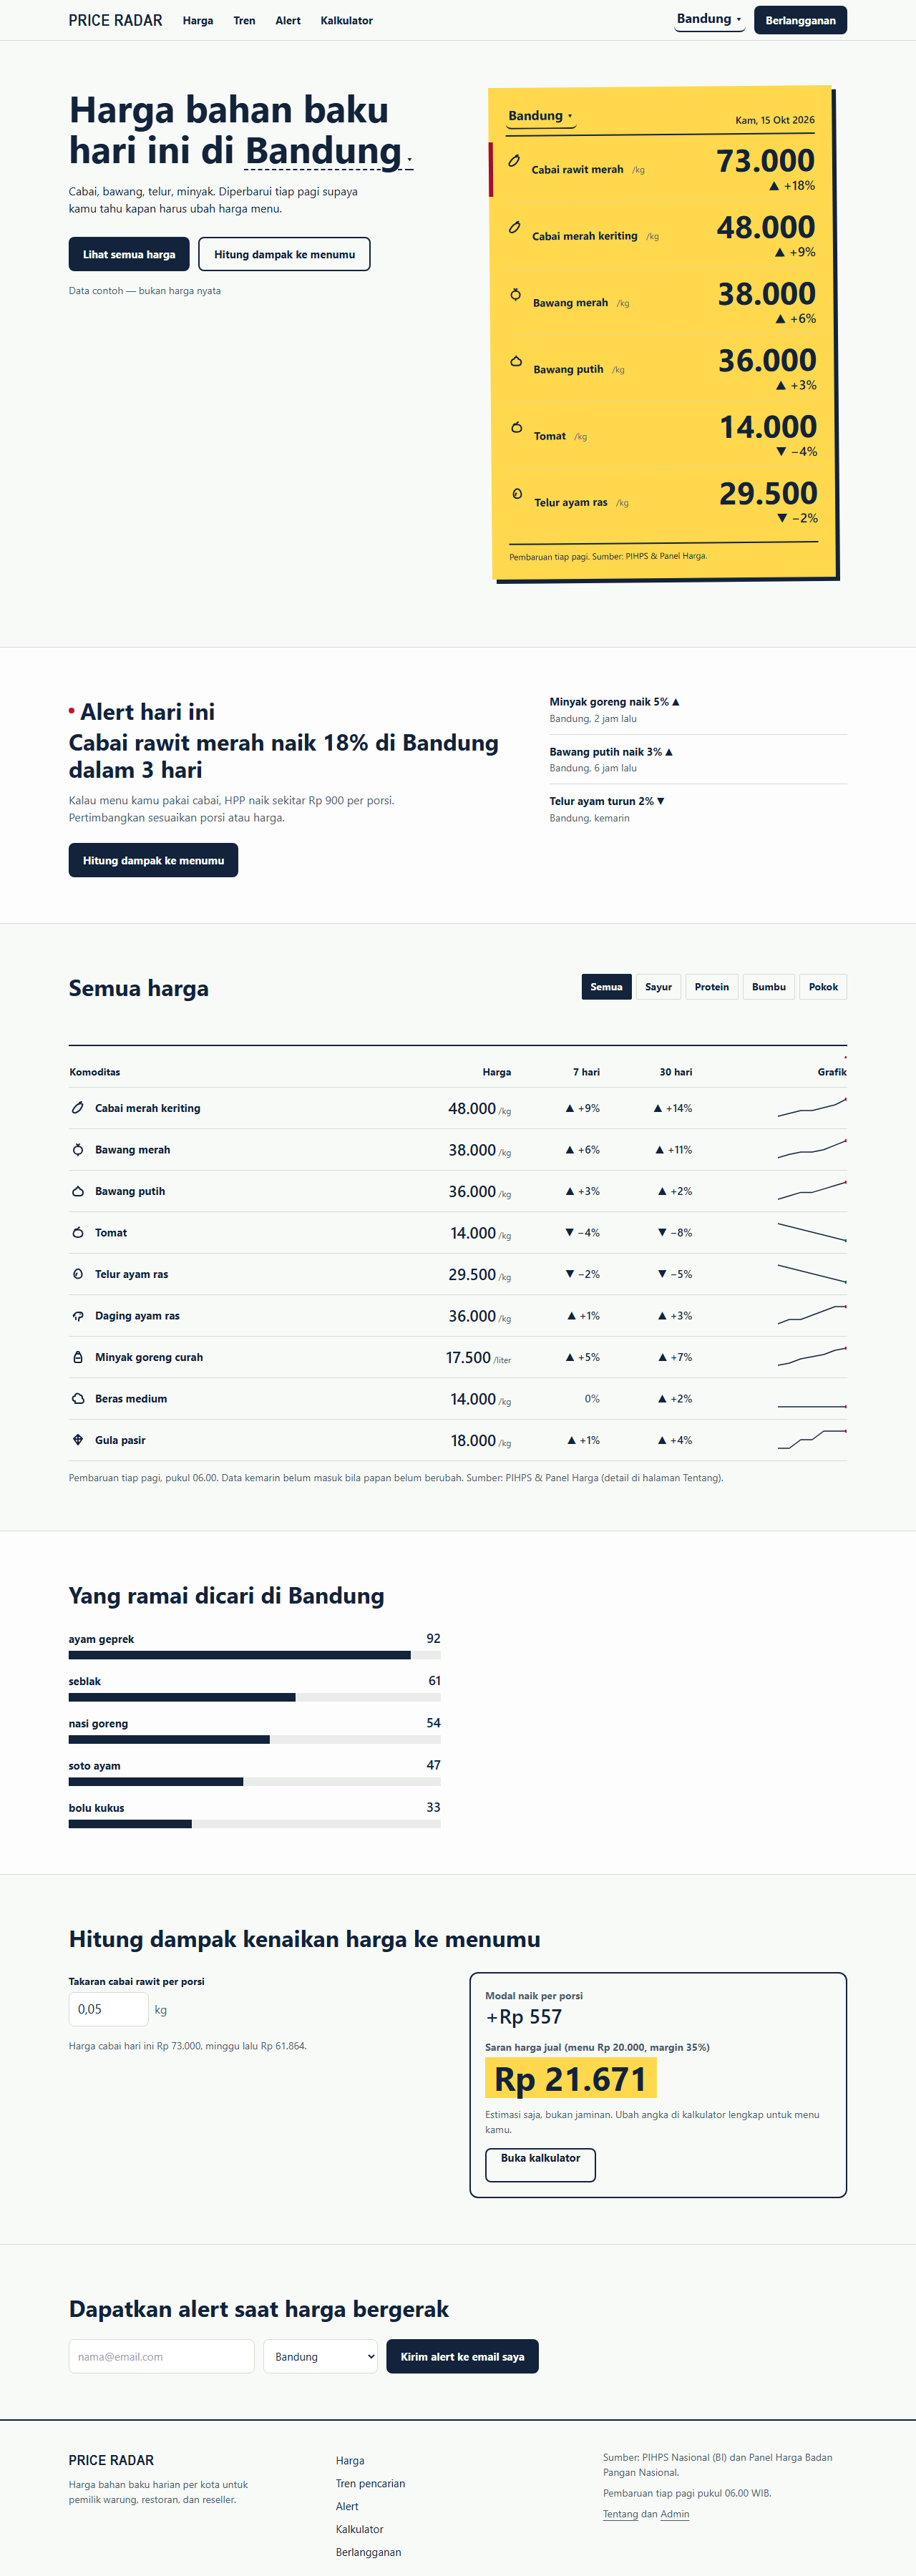 PRICE RADAR Harga Tren Alert Kalkulator Bandung ▾ Berlangganan
Harga bahan baku
hari ini di Bandung ▾
Cabai, bawang, telur, minyak. Diperbarui tiap pagi supaya
kamu tahu kapan harus ubah harga menu.
Lihat semua harga Hitung dampak ke menumu
Data contoh — bukan harga nyata
Bandung ▾ Kam, 15 Okt 2026
Cabai rawit merah /kg 73.000
▲ +18%
Cabai merah keriting /kg 48.000
▲ +9%
Bawang merah /kg 38.000
▲ +6%
Bawang putih /kg 36.000
▲ +3%
Tomat /kg 14.000
▼ −4%
Telur ayam ras /kg 29.500
▼ −2%
Pembaruan tiap pagi. Sumber: PIHPS & Panel Harga.
Alert hari ini
Cabai rawit merah naik 18% di Bandung
dalam 3 hari
Kalau menu kamu pakai cabai, HPP naik sekitar Rp 900 per porsi.
Pertimbangkan sesuaikan porsi atau harga.
Hitung dampak ke menumu
Minyak goreng naik 5% ▲
Bandung, 2 jam lalu
Bawang putih naik 3% ▲
Bandung, 6 jam lalu
Telur ayam turun 2% ▼
Bandung, kemarin
Semua harga
Semua Sayur Protein Bumbu Pokok
Komoditas Harga 7 hari 30 hari Grafik
Cabai merah keriting 48.000 /kg ▲ +9% ▲ +14%
Bawang merah 38.000 /kg ▲ +6% ▲ +11%
Bawang putih 36.000 /kg ▲ +3% ▲ +2%
Tomat 14.000 /kg ▼ −4% ▼ −8%
Telur ayam ras 29.500 /kg ▼ −2% ▼ −5%
Daging ayam ras 36.000 /kg ▲ +1% ▲ +3%
Minyak goreng curah 17.500 /liter ▲ +5% ▲ +7%
Beras medium 14.000 /kg 0% ▲ +2%
Gula pasir 18.000 /kg ▲ +1% ▲ +4%
Pembaruan tiap pagi, pukul 06.00. Data kemarin belum masuk bila papan belum berubah. Sumber: PIHPS & Panel Harga (detail di halaman Tentang).
Yang ramai dicari di Bandung
ayam geprek 92
seblak 61
nasi goreng 54
soto ayam 47
bolu kukus 33
Hitung dampak kenaikan harga ke menumu
Takaran cabai rawit per porsi
0,05 kg
Harga cabai hari ini Rp 73.000, minggu lalu Rp 61.864.
Modal naik per porsi
+Rp 557
Saran harga jual (menu Rp 20.000, margin 35%)
Rp 21.671
Estimasi saja, bukan jaminan. Ubah angka di kalkulator lengkap untuk menu
kamu.
Buka kalkulator
Dapatkan alert saat harga bergerak
nama@email.com Bandung Kirim alert ke email saya
PRICE RADAR
Harga bahan baku harian per kota untuk
pemilik warung, restoran, dan reseller.
Harga
Tren pencarian
Alert
Kalkulator
Berlangganan
Sumber: PIHPS Nasional (BI) dan Panel Harga Badan
Pangan Nasional.
Pembaruan tiap pagi pukul 06.00 WIB.
Tentang dan Admin